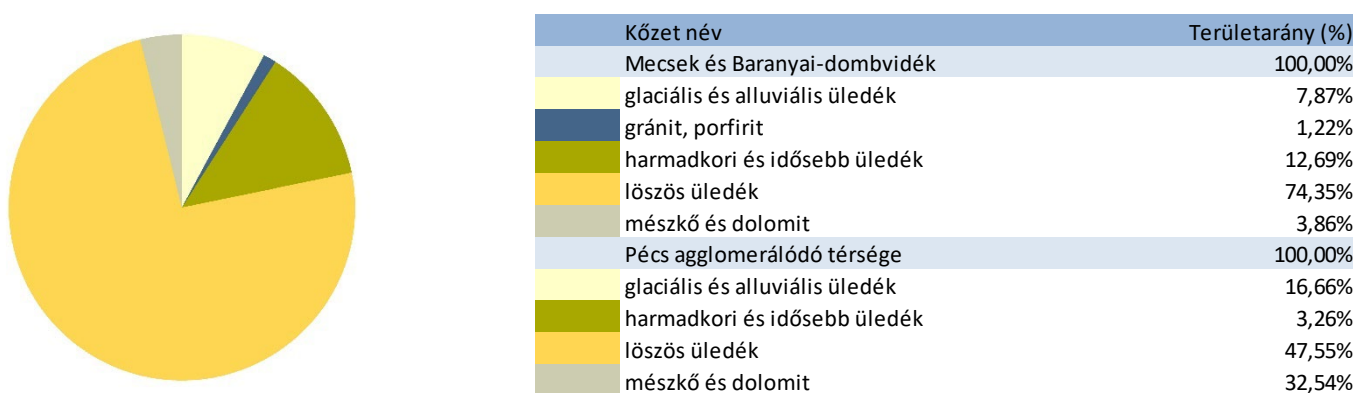 Kőzet név Területarány (%)
Mecsek és Baranyai-dombvidék 100,00%
glaciális és alluviális üledék 7,87%
gránit, porfirit 1,22%
harmadkori és idősebb üledék 12,69%
löszös üledék 74,35%
mészkő és dolomit 3,86%
Pécs agglomerálódó térsége 100,00%
glaciális és alluviális üledék 16,66%
harmadkori és idősebb üledék 3,26%
löszös üledék 47,55%
mészkő és dolomit 32,54%